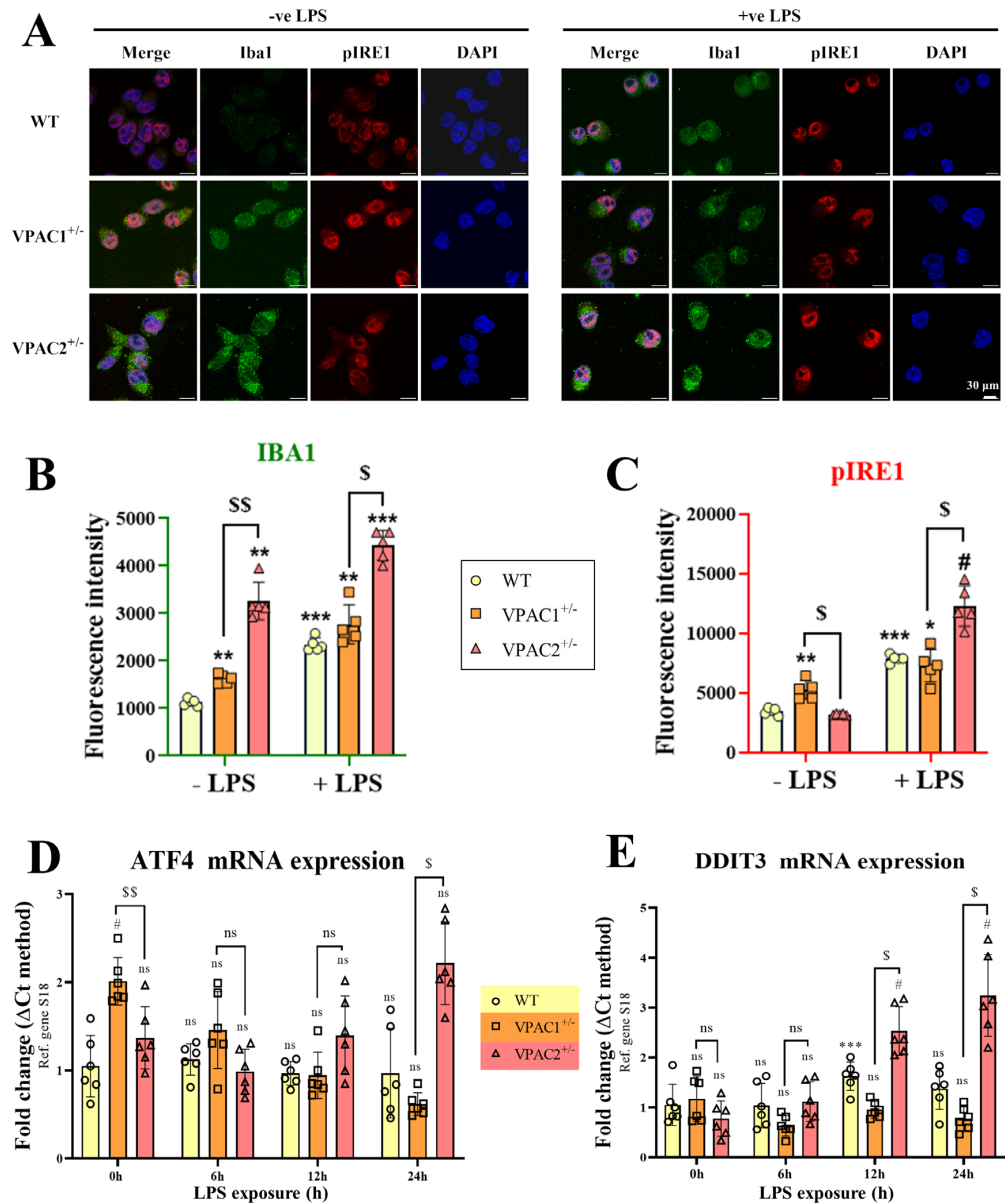 A
-ve LPS
+ve LPS
Merge Iba1 pIRE1 DAPI
Merge Iba1 pIRE1 DAPI
WT
VPAC1+/-
VPAC2+/-
30 µm
B
IBA1
Fluorescence intensity
5000
4000
3000
2000
1000
0
$$
$
**
**
***
**
***
- LPS
+ LPS
WT
VPAC1+/-
VPAC2+/-
C
pIRE1
Fluorescence intensity
20000
15000
10000
5000
0
$
$
**
***
*
#
- LPS
+ LPS
D
ATF4 mRNA expression
Fold change (ΔCt method)
Ref. gene S18
3
2
1
0
$$
ns
#
ns
ns
ns
ns
ns
ns
ns
ns
ns
$
ns
ns
ns
0h
6h
12h
24h
LPS exposure (h)
WT
VPAC1+/-
VPAC2+/-
E
DDIT3 mRNA expression
Fold change (ΔCt method)
Ref. gene S18
5
4
3
2
1
0
ns
ns
ns
ns
ns
ns
ns
$
***
ns
#
$
ns
ns
#
0h
6h
12h
24h
LPS exposure (h)